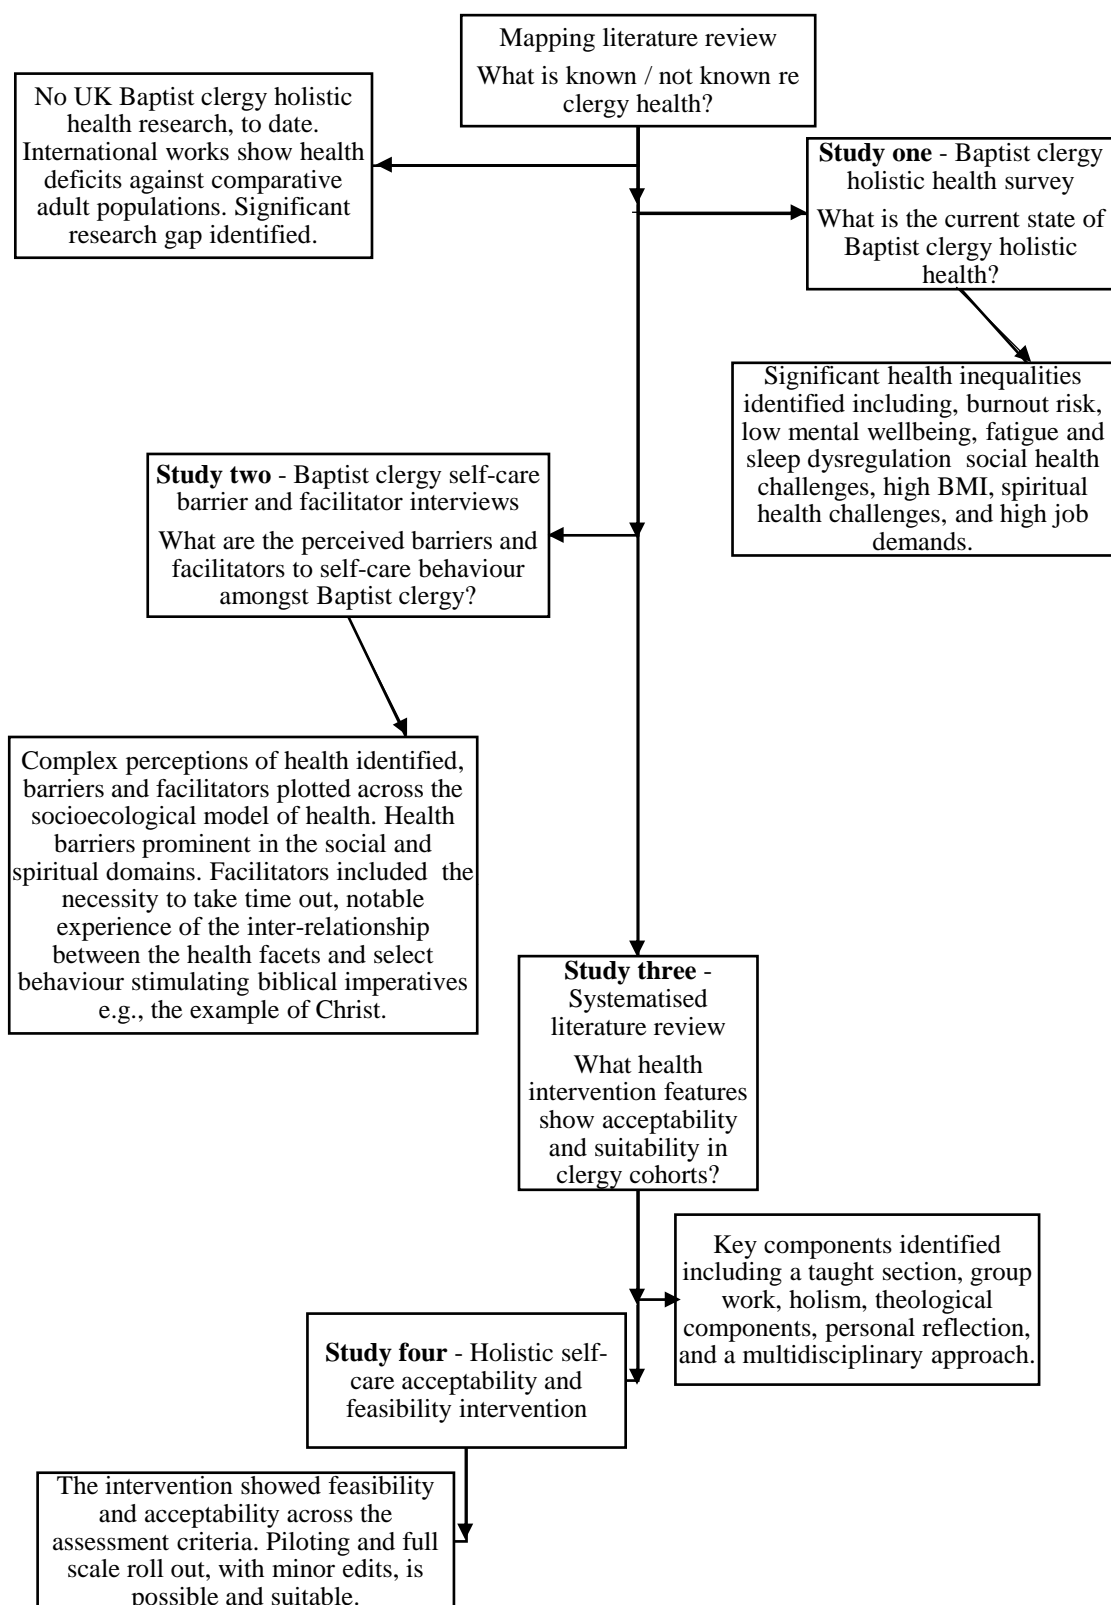 Mapping literature review
What is known / not known re
clergy health?
No UK Baptist clergy holistic
health research, to date.
International works show health
deficits against comparative
adult populations. Significant
research gap identified.
Study one - Baptist clergy
holistic health survey
What is the current state of
Baptist clergy holistic
health?
Significant health inequalities
identified including, burnout risk,
low mental wellbeing, fatigue and
sleep dysregulation social health
challenges, high BMI, spiritual
health challenges, and high job
demands.
Study two - Baptist clergy self-care
barrier and facilitator interviews
What are the perceived barriers and
facilitators to self-care behaviour
amongst Baptist clergy?
Complex perceptions of health identified,
barriers and facilitators plotted across the
socioecological model of health. Health
barriers prominent in the social and
spiritual domains. Facilitators included the
necessity to take time out, notable
experience of the inter-relationship
between the health facets and select
behaviour stimulating biblical imperatives
e.g., the example of Christ.
Study three -
Systematised
literature review
What health
intervention features
show acceptability
and suitability in
clergy cohorts?
Key components identified
including a taught section, group
work, holism, theological
components, personal reflection,
and a multidisciplinary approach.
Study four - Holistic self-
care acceptability and
feasibility intervention
The intervention showed feasibility
and acceptability across the
assessment criteria. Piloting and full
scale roll out, with minor edits, is
possible and suitable.